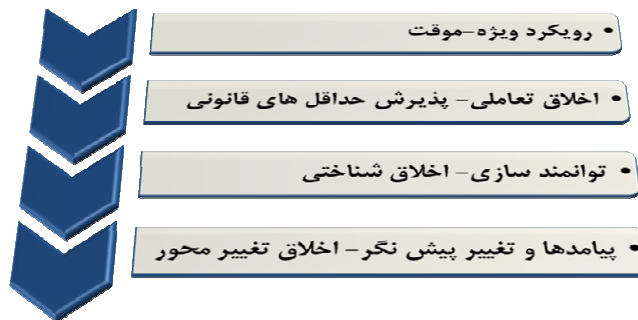 • رویکرد ویژه-موقت
• اخلاق تعاملی- پذیرش حداقل های قانونی
• توانمند سازی- اخلاق شناختی
• پیامدها و تغییر پیش نگر- اخلاق تغییر محور